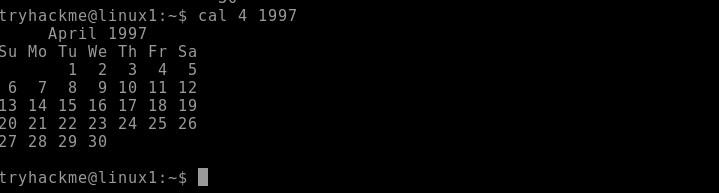 tryhackme@linux1:~$ cal 4 1997
     April 1997
Su Mo Tu We Th Fr Sa
       1  2  3  4  5
 6  7  8  9 10 11 12
13 14 15 16 17 18 19
20 21 22 23 24 25 26
27 28 29 30
tryhackme@linux1:~$